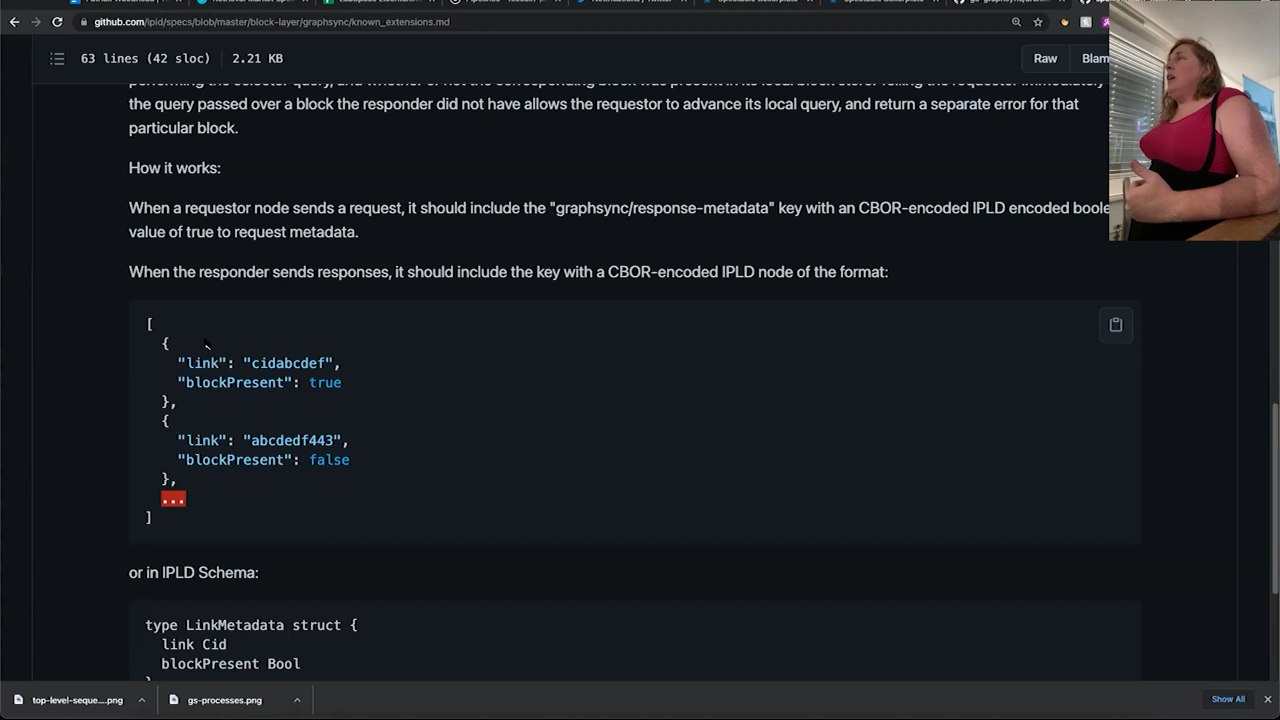 github.com/ipld/specs/blob/master/block-layer/graphsync/known_extensions.md
63 lines (42 sloc) 2.21 KB
Raw
Blam
the query passed over a block the responder did not have allows the requestor to advance its local query, and return a separate error for that
particular block.
How it works:
When a requestor node sends a request, it should include the "graphsync/response-metadata" key with an CBOR-encoded IPLD encoded boole
value of true to request metadata.
When the responder sends responses, it should include the key with a CBOR-encoded IPLD node of the format:
[
{
"link": "cidabcdef",
"blockPresent": true
},
{
"link": "abcdedf443",
"blockPresent": false
},
...
]
or in IPLD Schema:
type LinkMetadata struct {
link Cid
blockPresent Bool
top-level-seque....png
gs-processes.png
Show All